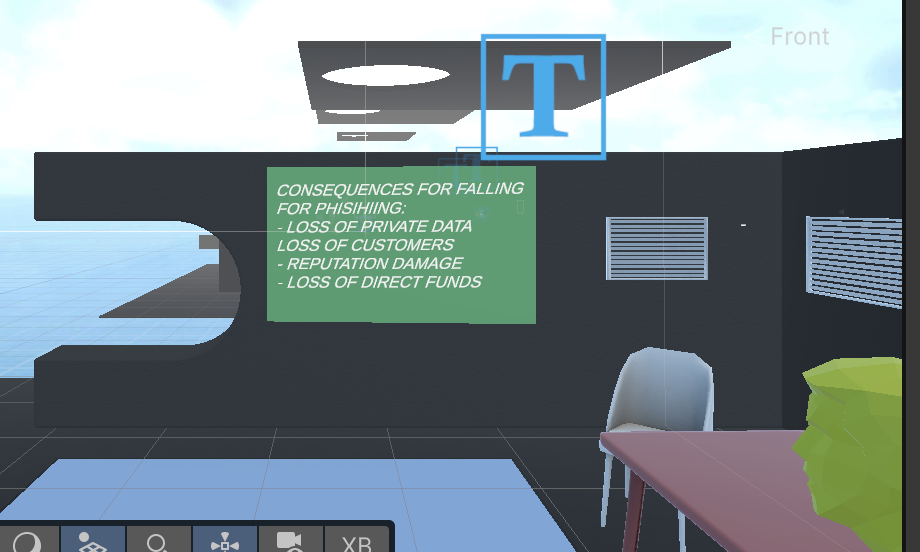 Front
T
CONSEQUENCES FOR FALLING
FOR PHISIHIING:
- LOSS OF PRIVATE DATA
LOSS OF CUSTOMERS
- REPUTATION DAMAGE
- LOSS OF DIRECT FUNDS
XB